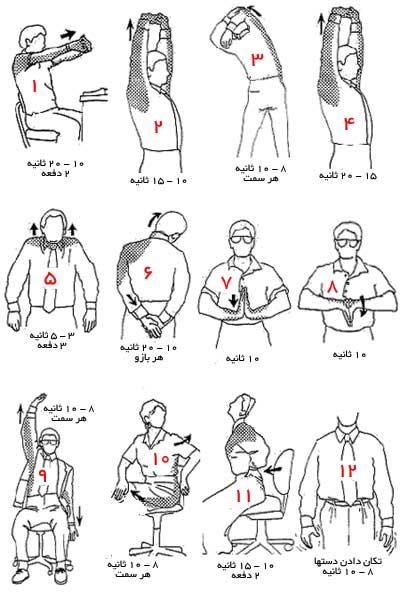 ۱
۱۰ - ۲۰ ثانیه
۲ دفعه
۲
۱۰ - ۱۵ ثانیه
۳
۸ - ۱۰ ثانیه
هر سمت
۴
۱۵ - ۲۰ ثانیه
۵
۳ - ۵ ثانیه
۳ دفعه
۶
۱۰ - ۲۰ ثانیه
هر بازو
۷
۱۰ ثانیه
۸
۱۰ ثانیه
۸ - ۱۰ ثانیه
هر سمت
۹
۱۰
۸ - ۱۰ ثانیه
هر سمت
۱۱
۱۰ - ۱۵ ثانیه
۲ دفعه
۱۲
تکان دادن دستها
۸ - ۱۰ ثانیه